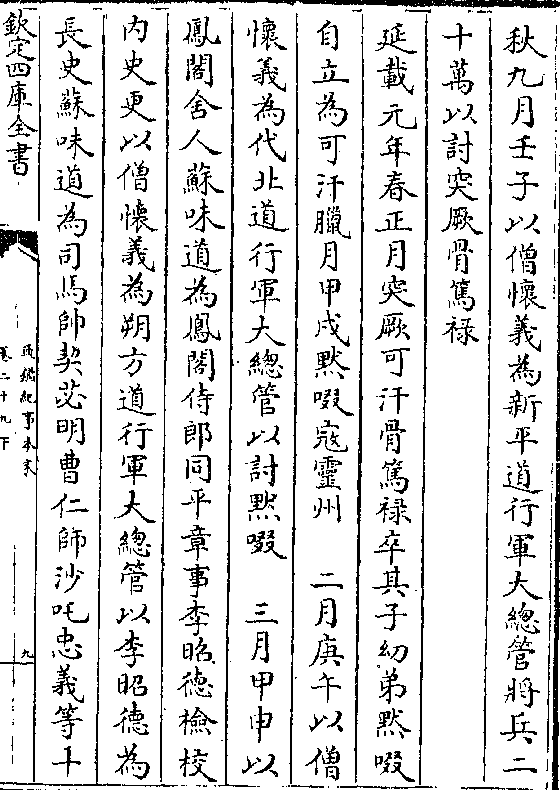 秋九月壬子以僧懷義為新平道行軍大總管將兵二
十萬以討突厥骨篤祿
延載元年春正月突厥可汗骨篤祿卒其子幼弟黙啜
自立為可汗臘月甲戌黙啜寇靈州　二月庚午以僧
懷義為代北道行軍大總管以討黙啜　三月甲申以
鳳閣舍人蘇味道為鳳閣侍郎同平章事李昭德檢校
内史更以僧懷義為朔方道行軍大總管以李昭德為
長史蘇味道為司馬帥契苾明曹仁師沙吒忠義等十
欽定四庫全書
通鑑紀事本末
卷二十九下
九